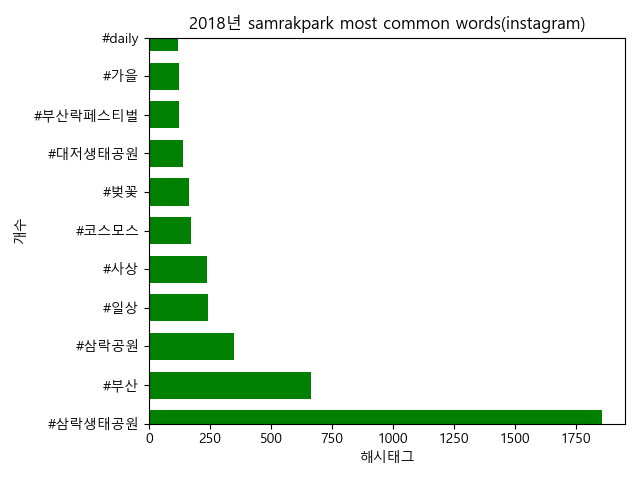 2018년 samrakpark most common words(instagram)
#daily
#가을
#부산락페스티벌
#대저생태공원
#벚꽃
#코스모스
#사상
#일상
#삼락공원
#부산
#삼락생태공원
개수
0 250 500 750 1000 1250 1500 1750
해시태그